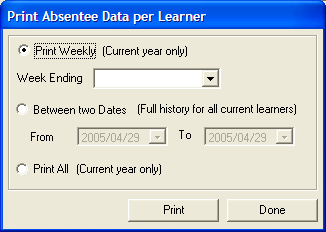 Print Absentee Data per Learner
Print Weekly (Current year only)
Week Ending
Between two Dates (Full history for all current learners)
From 2005/04/29 To 2005/04/29
Print All (Current year only)
Print Done